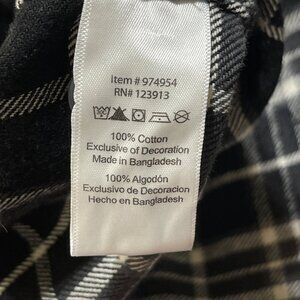 Item # 974954
RN# 123913
100% Cotton
Exclusive of Decoration
Made in Bangladesh
100% Algodón
Exclusivo de Decoracion
Hecho en Bangladesh